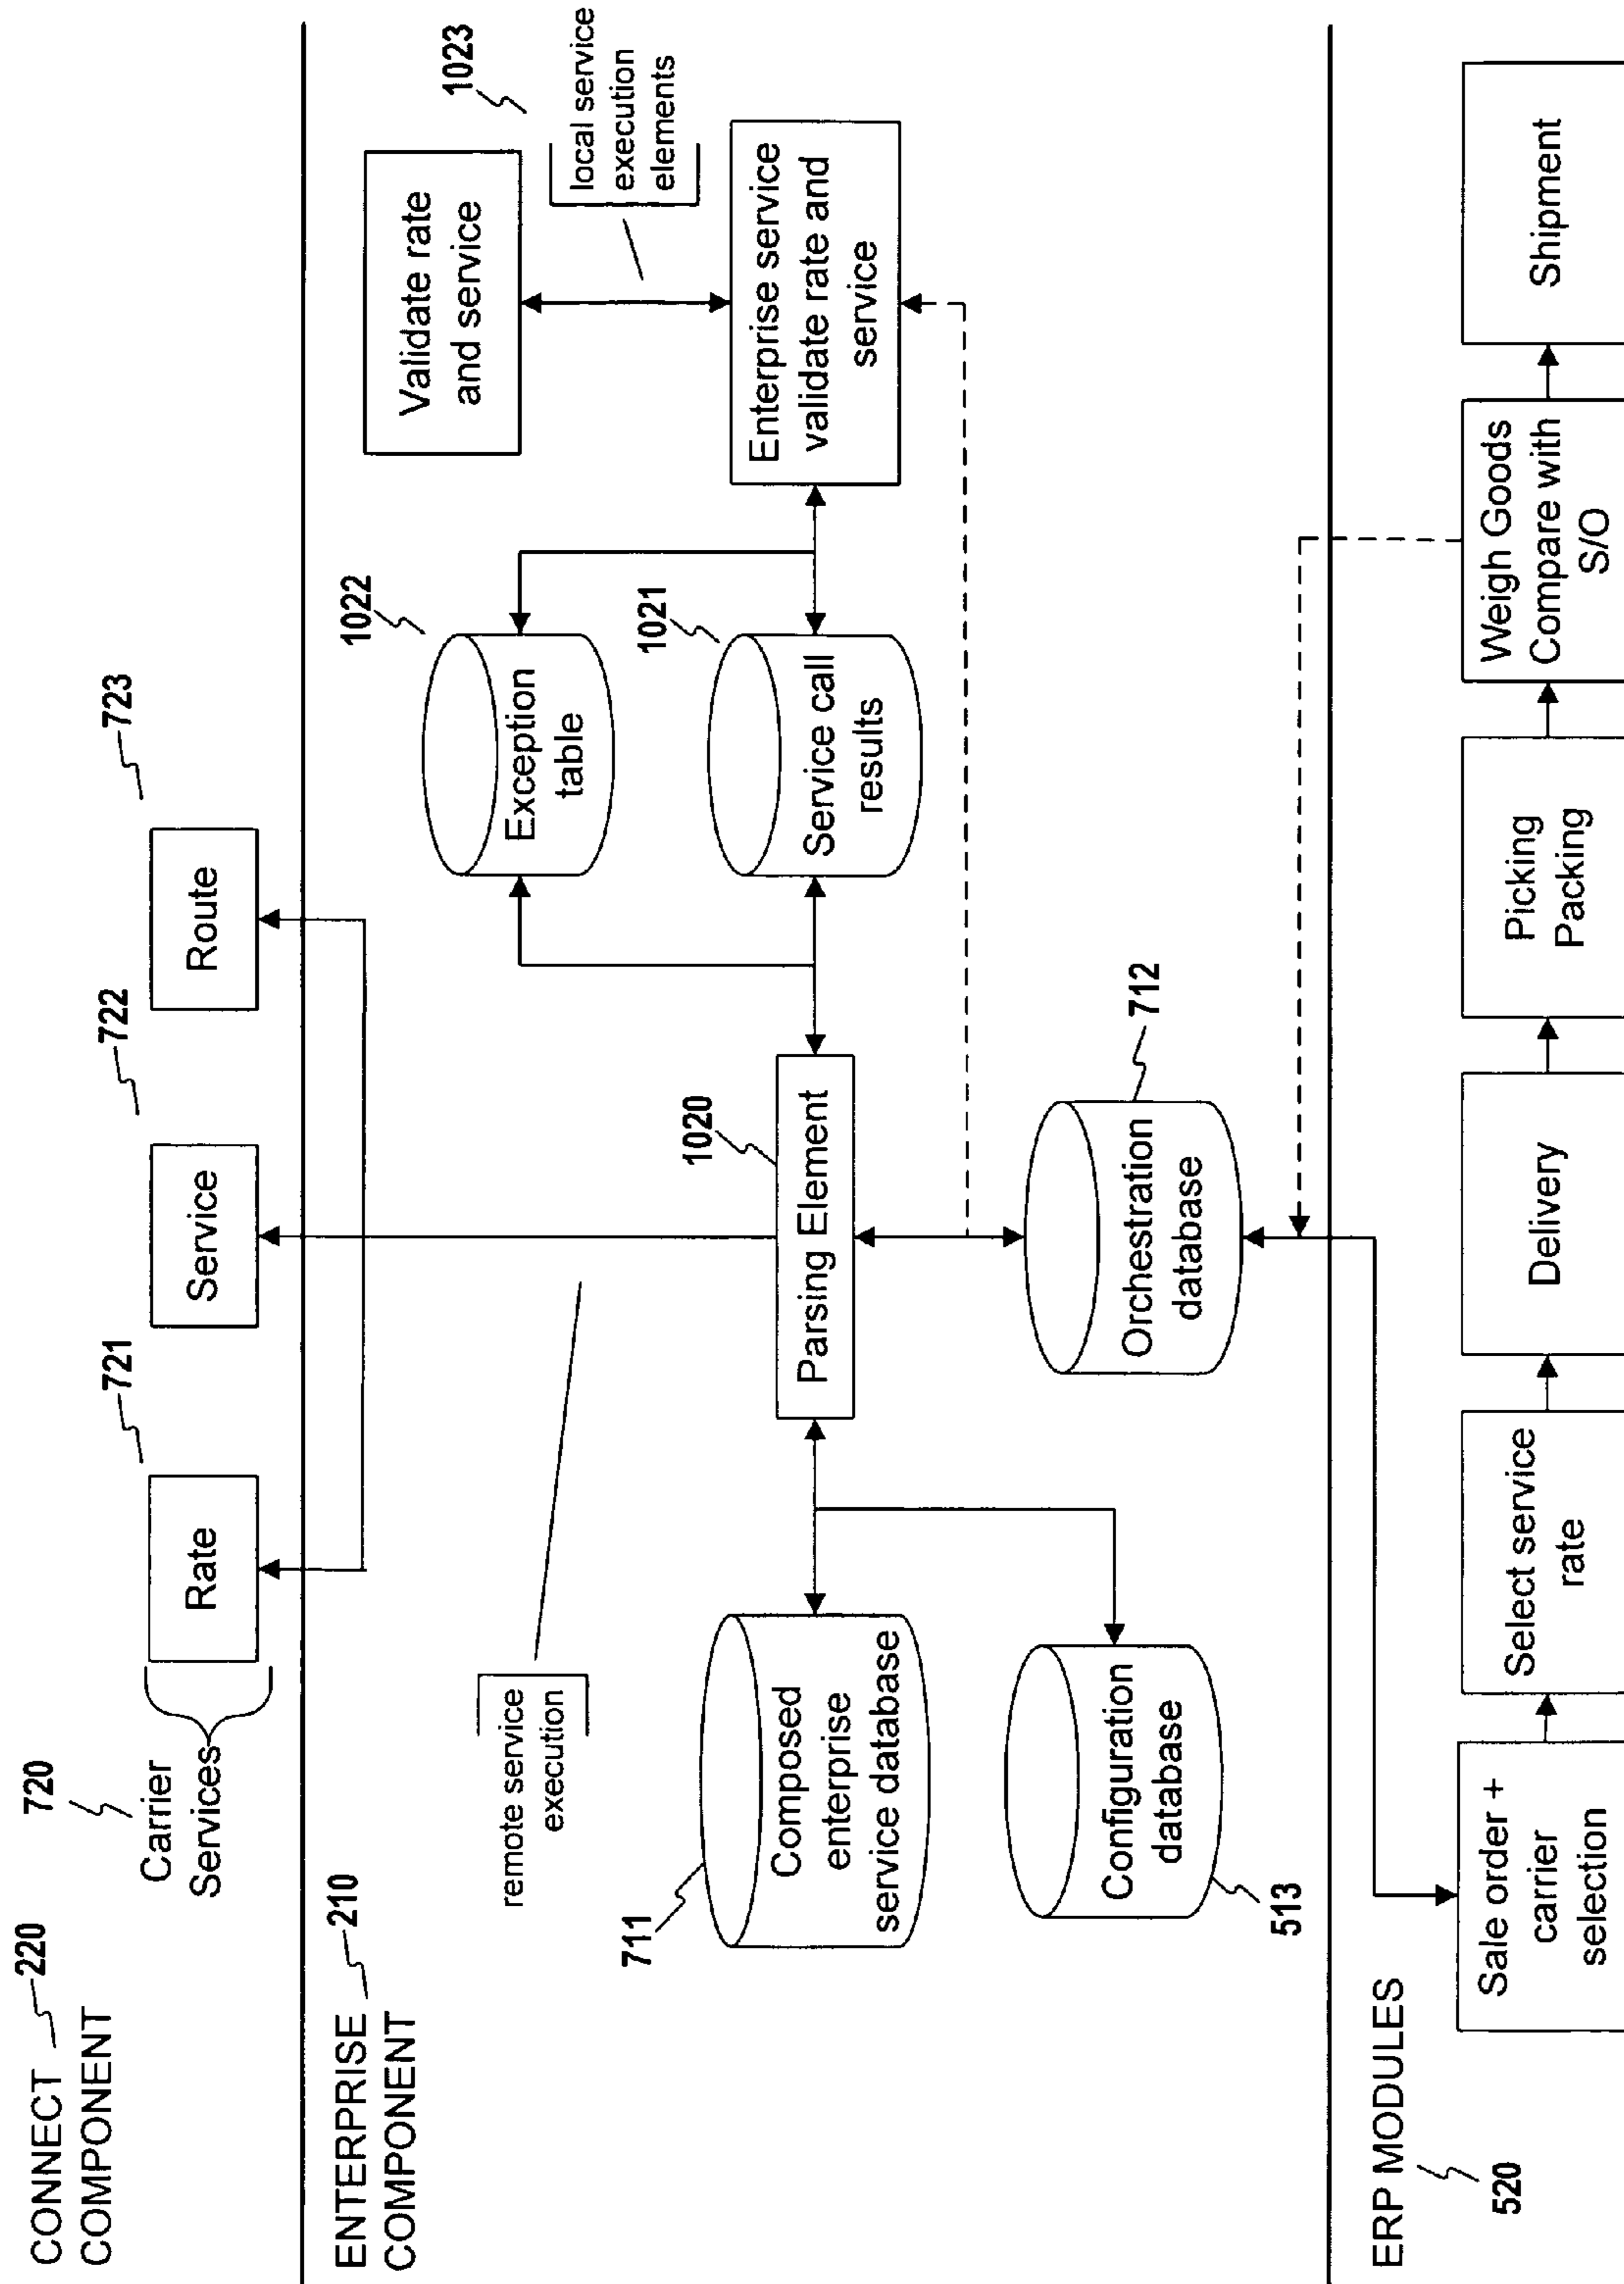 CONNECT 220
COMPONENT
720
Carrier
Services
721
Rate
722
Service
723
Route
ENTERPRISE 210
COMPONENT
remote service
execution
711
Composed
enterprise
service database
Configuration
database
513
1020
Parsing Element
Orchestration
database
712
1022
Exception
table
1021
Service call
results
Validate rate
and service
1023
local service
execution
elements
Enterprise service
validate rate and
service
ERP MODULES
520
Sale order +
carrier
selection
Select service
rate
Delivery
Picking
Packing
Weigh Goods
Compare with
S/O
Shipment